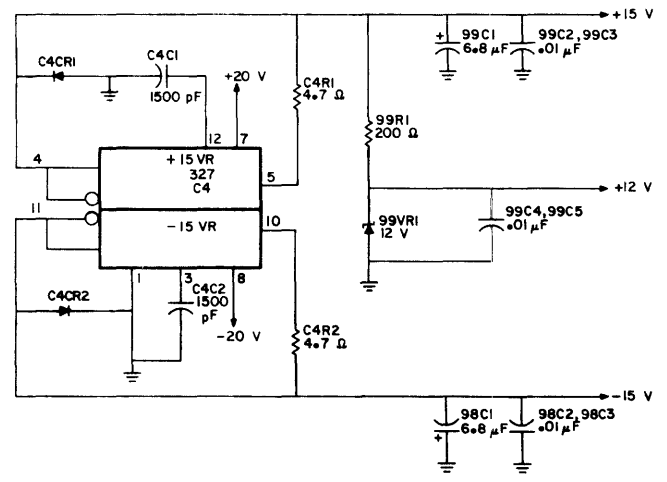 +15 V
99C1
6.8 µF
99C2, 99C3
.01 µF
C4CR1
C4C1
1500 pF
+20 V
C4R1
4.7 Ω
99R1
200 Ω
12
7
4
+15 VR
327
C4
5
+12 V
11
-15 VR
10
99VR1
12 V
99C4, 99C5
.01 µF
1
3
8
C4CR2
C4C2
1500
pF
-20 V
C4R2
4.7 Ω
-15 V
98C1
6.8 µF
98C2, 98C3
.01 µF
+
+